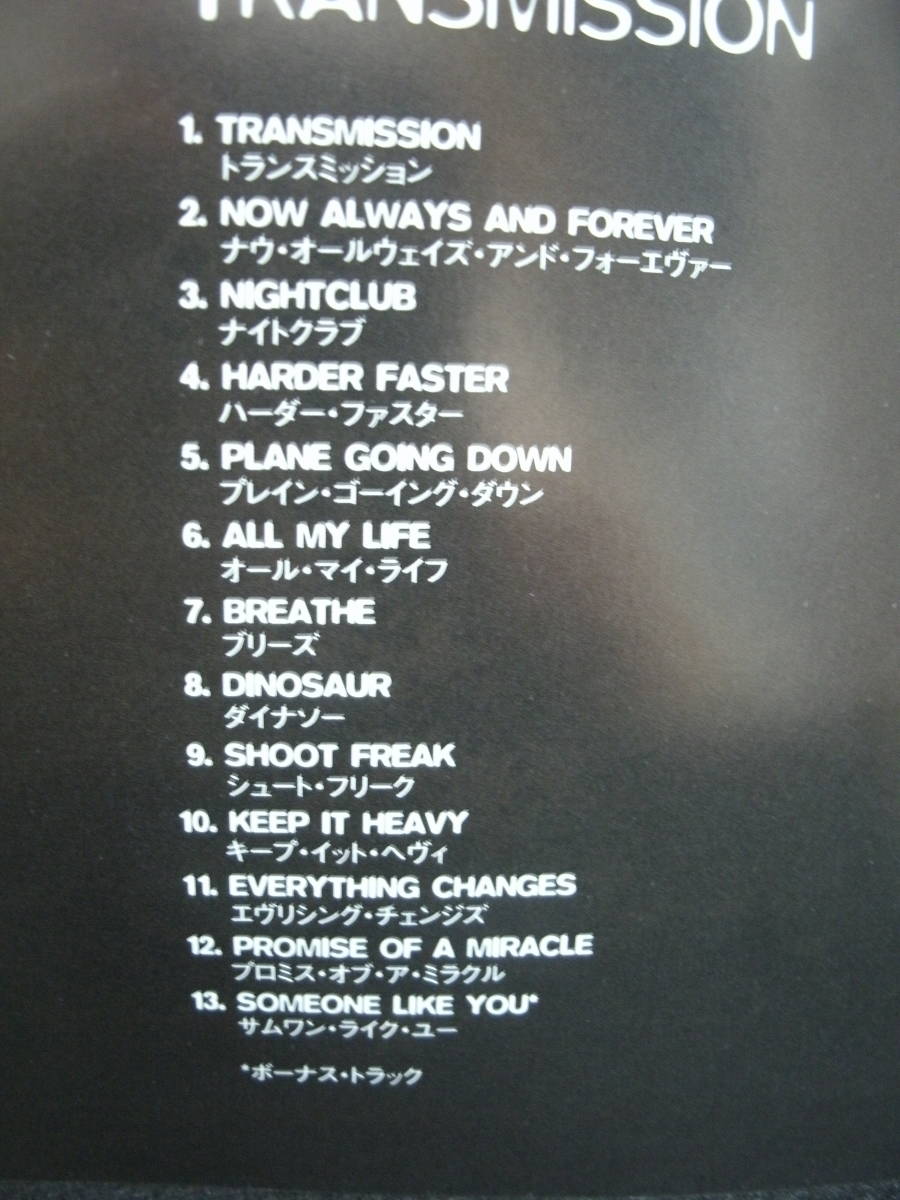 TRANSMISSION
1. TRANSMISSION
トランスミッション
2. NOW ALWAYS AND FOREVER
ナウ・オールウェイズ・アンド・フォーエヴァー
3. NIGHTCLUB
ナイトクラブ
4. HARDER FASTER
ハーダー・ファスター
5. PLANE GOING DOWN
プレイン・ゴーイング・ダウン
6. ALL MY LIFE
オール・マイ・ライフ
7. BREATHE
ブリーズ
8. DINOSAUR
ダイナソー
9. SHOOT FREAK
シュート・フリーク
10. KEEP IT HEAVY
キープ・イット・ヘヴィ
11. EVERYTHING CHANGES
エヴリシング・チェンジズ
12. PROMISE OF A MIRACLE
プロミス・オブ・ア・ミラクル
13. SOMEONE LIKE YOU*
サムワン・ライク・ユー
*ボーナス・トラック